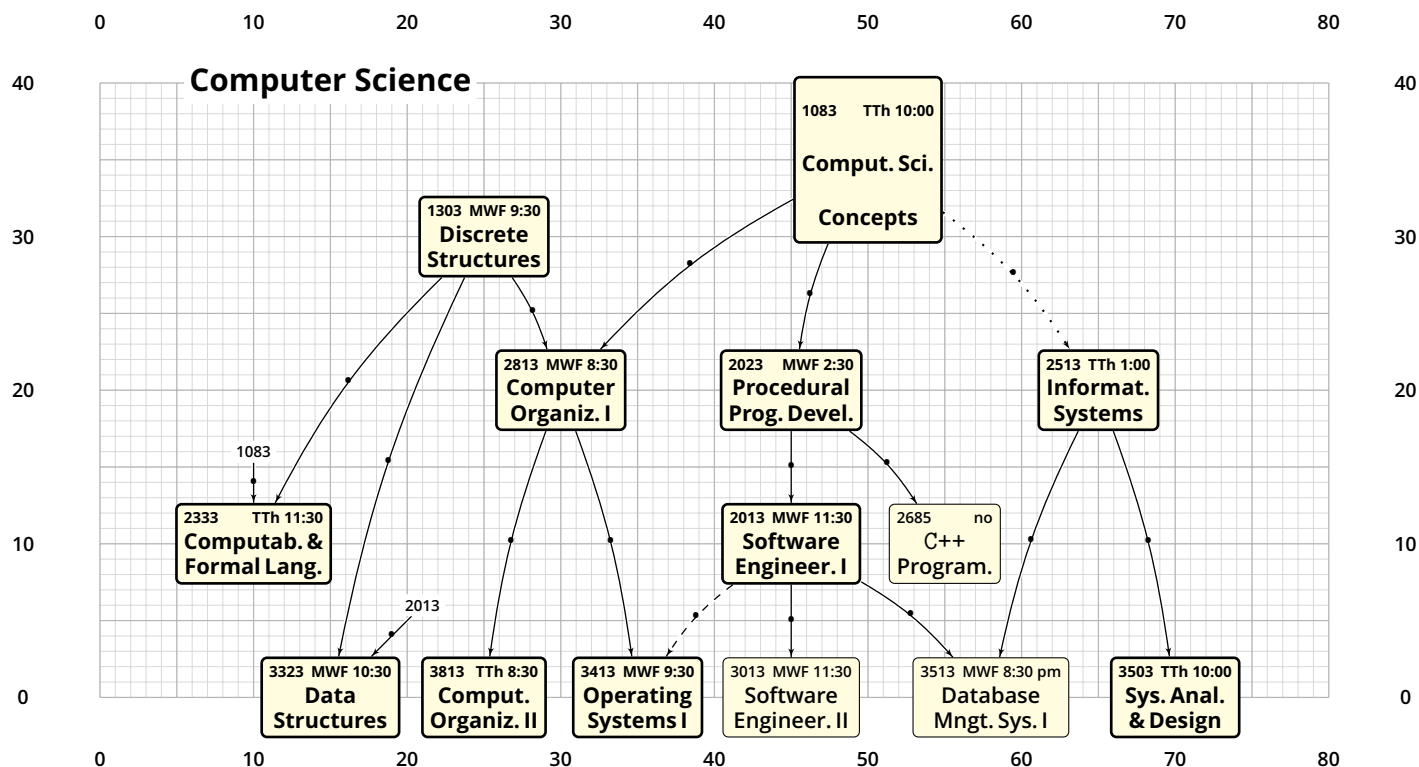 0 10 20 30 40 50 60 70 80
40 Computer Science 40
1083 TTh 10:00
Comput. Sci.
Concepts
1303 MWF 9:30
Discrete
Structures
30 30
2813 MWF 8:30
Computer
Organiz. I
2023 MWF 2:30
Procedural
Prog. Devel.
2513 TTh 1:00
Informat.
Systems
20 20
1083
2333 TTh 11:30
Computab. &
Formal Lang.
2013 MWF 11:30
Software
Engineer. I
2685 no
C++
Program.
10 10
2013
3323 MWF 10:30
Data
Structures
3813 TTh 8:30
Comput.
Organiz. II
3413 MWF 9:30
Operating
Systems I
3013 MWF 11:30
Software
Engineer. II
3513 MWF 8:30 pm
Database
Mngt. Sys. I
3503 TTh 10:00
Sys. Anal.
& Design
0 0
0 10 20 30 40 50 60 70 80